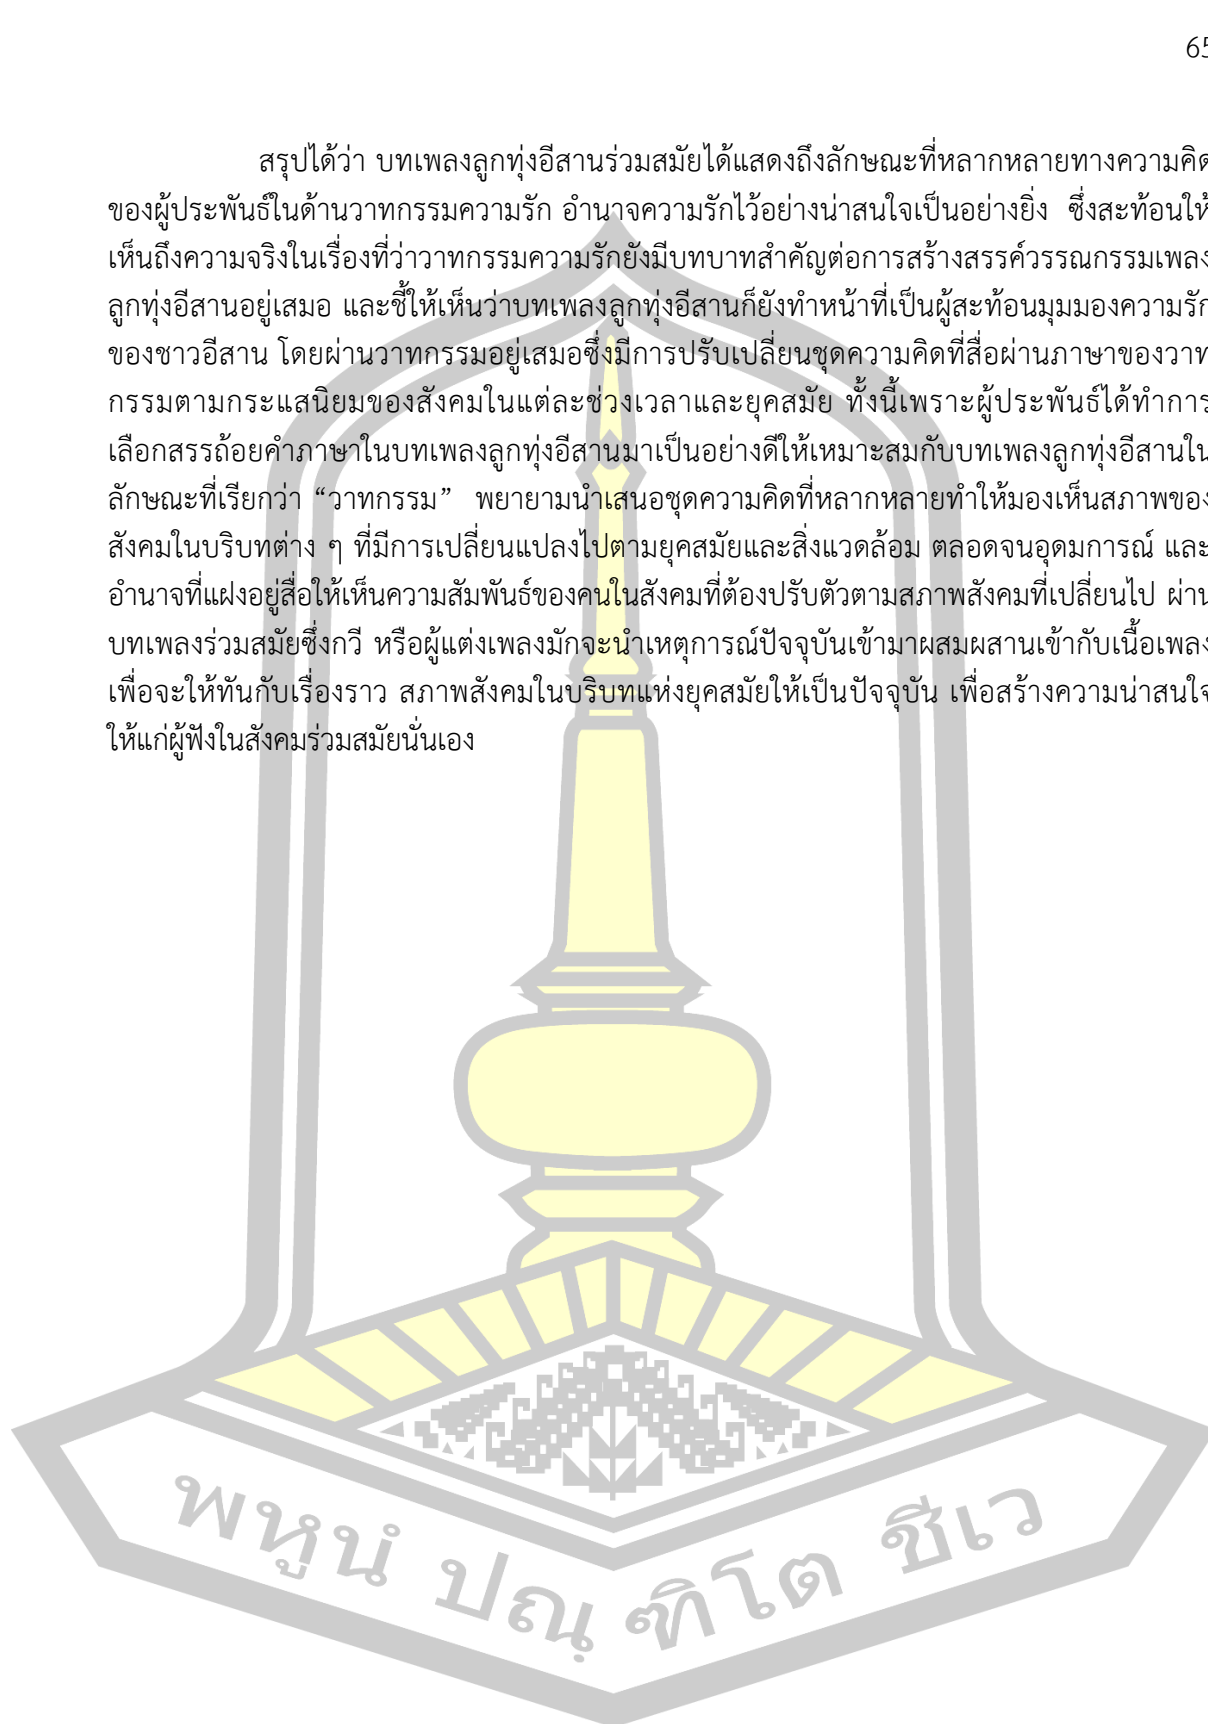 65
สรุปได้ว่า บทเพลงลูกทุ่งอีสานร่วมสมัยได้แสดงถึงลักษณะที่หลากหลายทางความคิด
ของผู้ประพันธ์ในด้านวาทกรรมความรัก อำนาจความรักไว้อย่างน่าสนใจเป็นอย่างยิ่ง ซึ่งสะท้อนให้
เห็นถึงความจริงในเรื่องที่ว่าวาทกรรมความรักยังมีบทบาทสำคัญต่อการสร้างสรรค์วรรณกรรมเพลง
ลูกทุ่งอีสานอยู่เสมอ และชี้ให้เห็นว่าบทเพลงลูกทุ่งอีสานก็ยังทำหน้าที่เป็นผู้สะท้อนมุมมองความรัก
ของชาวอีสาน โดยผ่านวาทกรรมอยู่เสมอซึ่งมีการปรับเปลี่ยนชุดความคิดที่สื่อผ่านภาษาของวาท
กรรมตามกระแสนิยมของสังคมในแต่ละช่วงเวลาและยุคสมัย ทั้งนี้เพราะผู้ประพันธ์ได้ทำการ
เลือกสรรถ้อยคำภาษาในบทเพลงลูกทุ่งอีสานมาเป็นอย่างดีให้เหมาะสมกับบทเพลงลูกทุ่งอีสานใน
ลักษณะที่เรียกว่า “วาทกรรม” พยายามนำเสนอชุดความคิดที่หลากหลายทำให้มองเห็นสภาพของ
สังคมในบริบทต่าง ๆ ที่มีการเปลี่ยนแปลงไปตามยุคสมัยและสิ่งแวดล้อม ตลอดจนอุดมการณ์ และ
อำนาจที่แฝงอยู่สื่อให้เห็นความสัมพันธ์ของคนในสังคมที่ต้องปรับตัวตามสภาพสังคมที่เปลี่ยนไป ผ่าน
บทเพลงร่วมสมัยซึ่งกวี หรือผู้แต่งเพลงมักจะนำเหตุการณ์ปัจจุบันเข้ามาผสมผสานเข้ากับเนื้อเพลง
เพื่อจะให้ทันกับเรื่องราว สภาพสังคมในบริบทแห่งยุคสมัยให้เป็นปัจจุบัน เพื่อสร้างความน่าสนใจ
ให้แก่ผู้ฟังในสังคมร่วมสมัยนั่นเอง
พหูนํ ปณฺฑิโต ชีเว